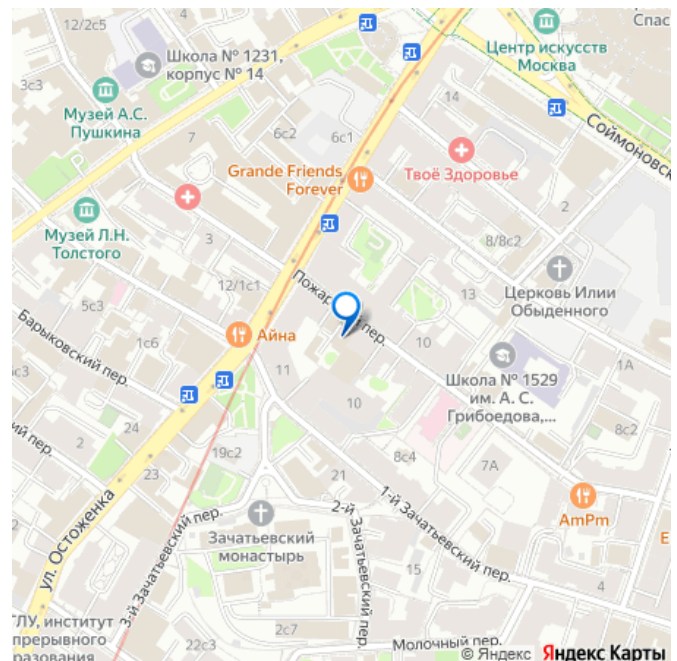 12/2с5
Школа № 1231,
корпус № 14
Центр искусств
Москва
Спас
3с3
Музей А.С.
Пушкина
7
6с2
6с1
14
Соймоновск
Grande Friends
Forever
Твоё Здоровье
2
Музей Л.Н.
Толстого
3
8/8с2
12/1с1
Пожар
пер.
13
Церковь Илии
Обыденного
5с3
Барыковский пер.
1с6
Айна
10
1А
11
Школа № 1529
им. А. С.
Грибоедова,...
с3
10
ий пер.
2
24
19с2
8с4
7А
8с2
23
21
ул. Остоженка
1-й Зачатьевский пер.
AmPm
E
Зачатьевский
монастырь
2-й Зачатьевский пер.
3-й Зачатьевский пер.
15
4
ГЛУ, институт
прерывного
разования
22с3
2с7
Молочный пер.
© Яндекс Яндекс Карты